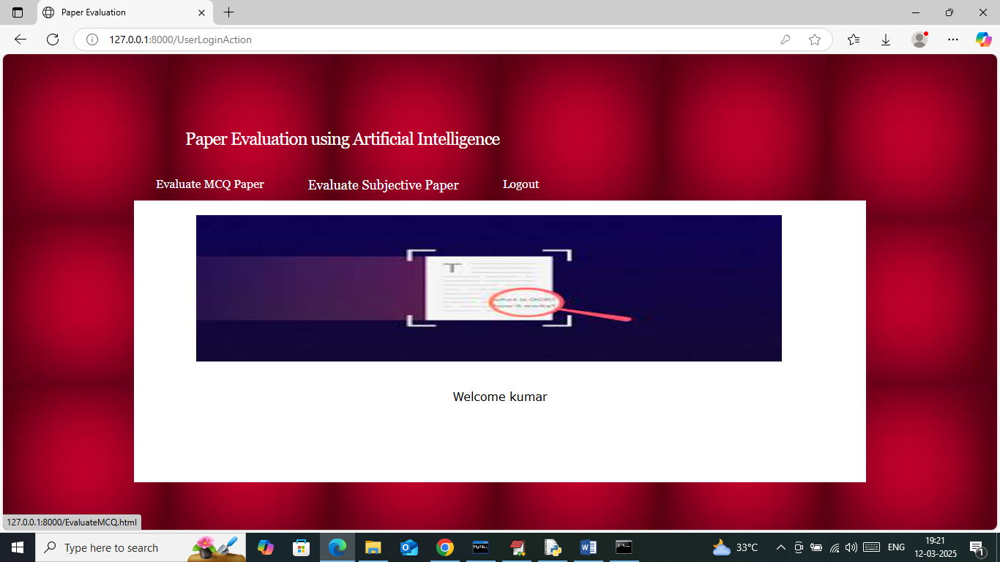 Paper Evaluation
127.0.0.1:8000/UserLoginAction
Paper Evaluation using Artificial Intelligence
Evaluate MCQ Paper Evaluate Subjective Paper Logout
T
what is OCR?
how it works?
Welcome kumar
127.0.0.1:8000/EvaluateMCQ.html
Type here to search
MySQL
33°C
ENG
19:21
12-03-2025
1